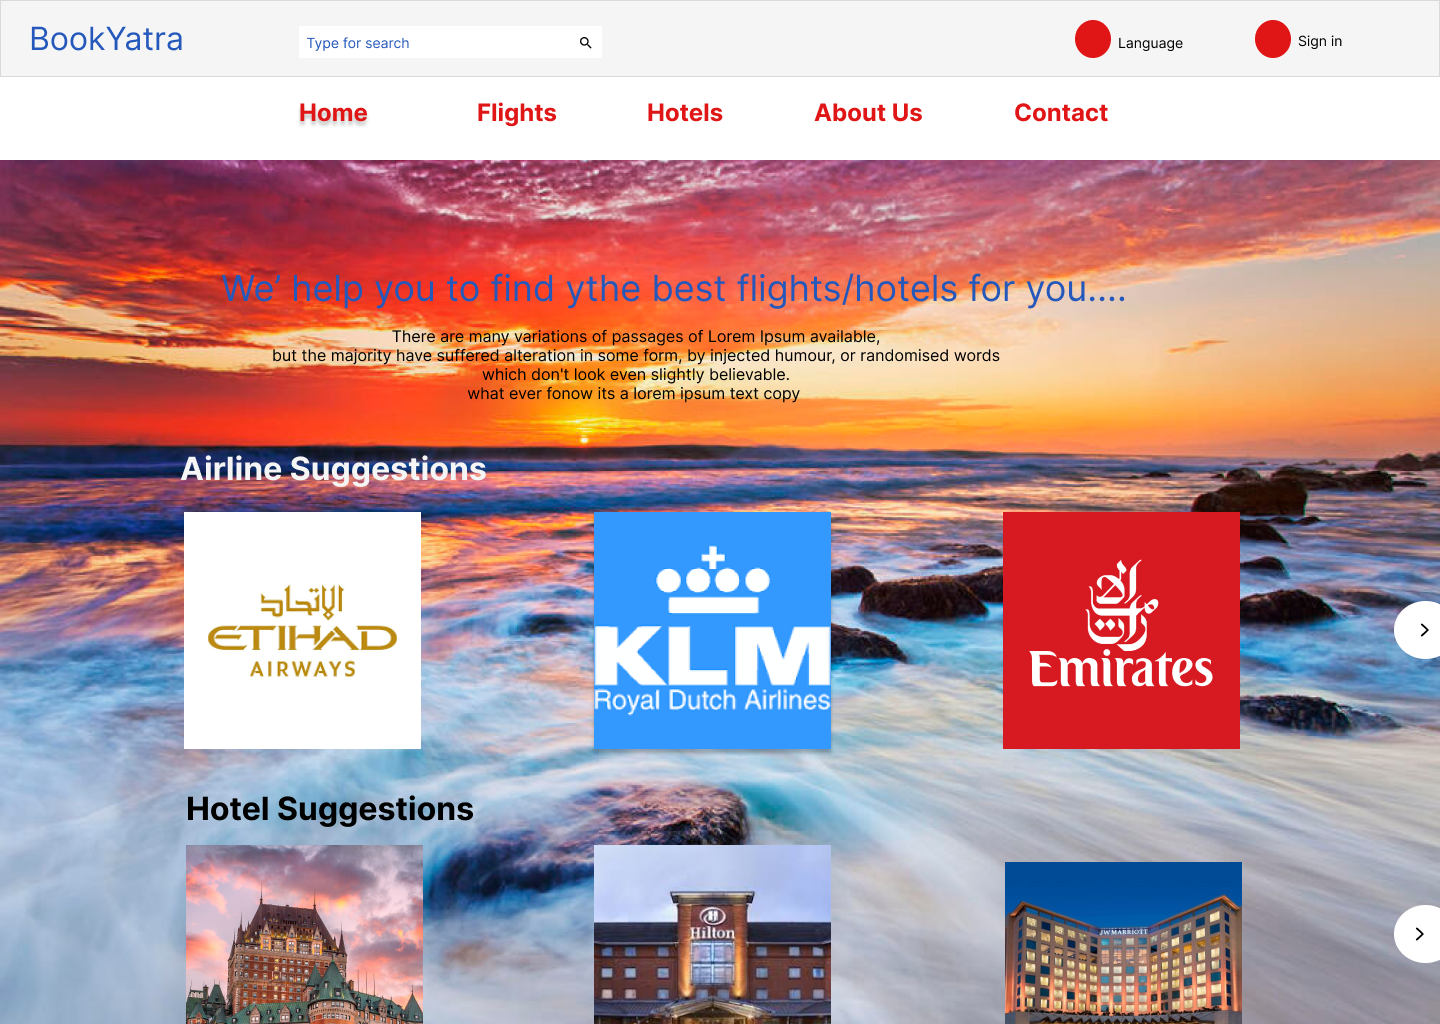 BookYatra
Type for search
Language
Sign in
Home
Flights
Hotels
About Us
Contact
We’ help you to find ythe best flights/hotels for you....
There are many variations of passages of Lorem Ipsum available,
but the majority have suffered alteration in some form, by injected humour, or randomised words
which don't look even slightly believable.
what ever fonow its a lorem ipsum text copy
Airline Suggestions
الإتحاد
ETIHAD
AIRWAYS
KLM
Royal Dutch Airlines
Emirates
Hotel Suggestions
Hilton
JW MARRIOTT